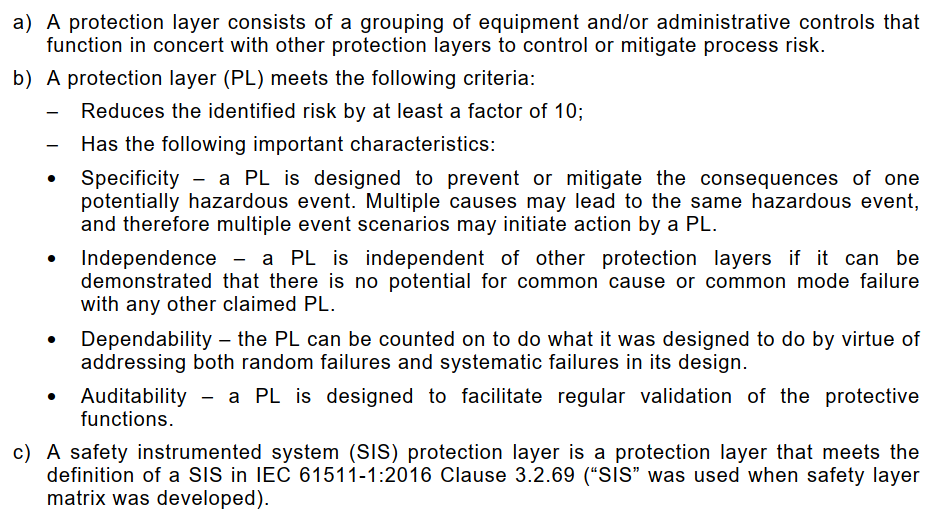 a) A protection layer consists of a grouping of equipment and/or administrative controls that
function in concert with other protection layers to control or mitigate process risk.
b) A protection layer (PL) meets the following criteria:
– Reduces the identified risk by at least a factor of 10;
– Has the following important characteristics:
• Specificity – a PL is designed to prevent or mitigate the consequences of one
potentially hazardous event. Multiple causes may lead to the same hazardous event,
and therefore multiple event scenarios may initiate action by a PL.
• Independence – a PL is independent of other protection layers if it can be
demonstrated that there is no potential for common cause or common mode failure
with any other claimed PL.
• Dependability – the PL can be counted on to do what it was designed to do by virtue of
addressing both random failures and systematic failures in its design.
• Auditability – a PL is designed to facilitate regular validation of the protective
functions.
c) A safety instrumented system (SIS) protection layer is a protection layer that meets the
definition of a SIS in IEC 61511-1:2016 Clause 3.2.69 (“SIS” was used when safety layer
matrix was developed).